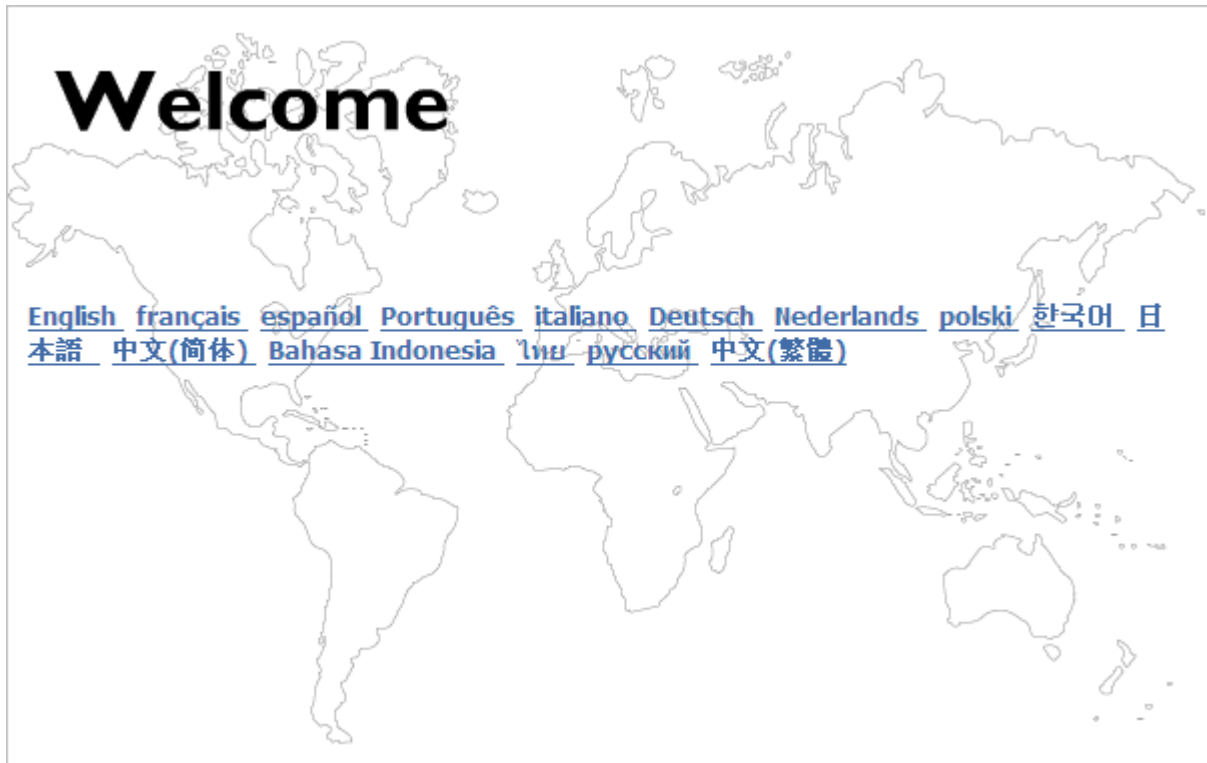 Welcome
English français español Português italiano Deutsch Nederlands polski 한국어 日
本語 中文(简体) Bahasa Indonesia ไทย русский 中文(繁體)